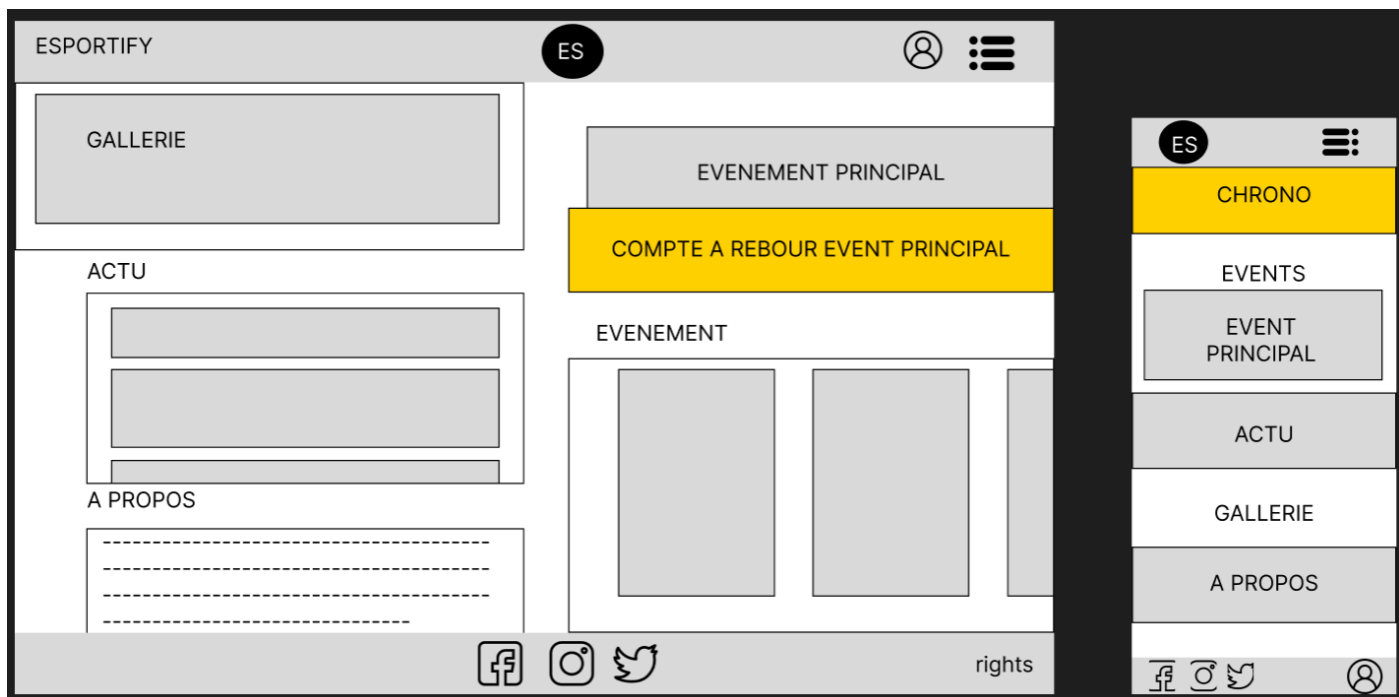 ESPORTIFY
ES
GALLERIE
ACTU
A PROPOS
EVENEMENT PRINCIPAL
COMPTE A REBOUR EVENT PRINCIPAL
EVENEMENT
rights
ES
CHRONO
EVENTS
EVENT
PRINCIPAL
ACTU
GALLERIE
A PROPOS